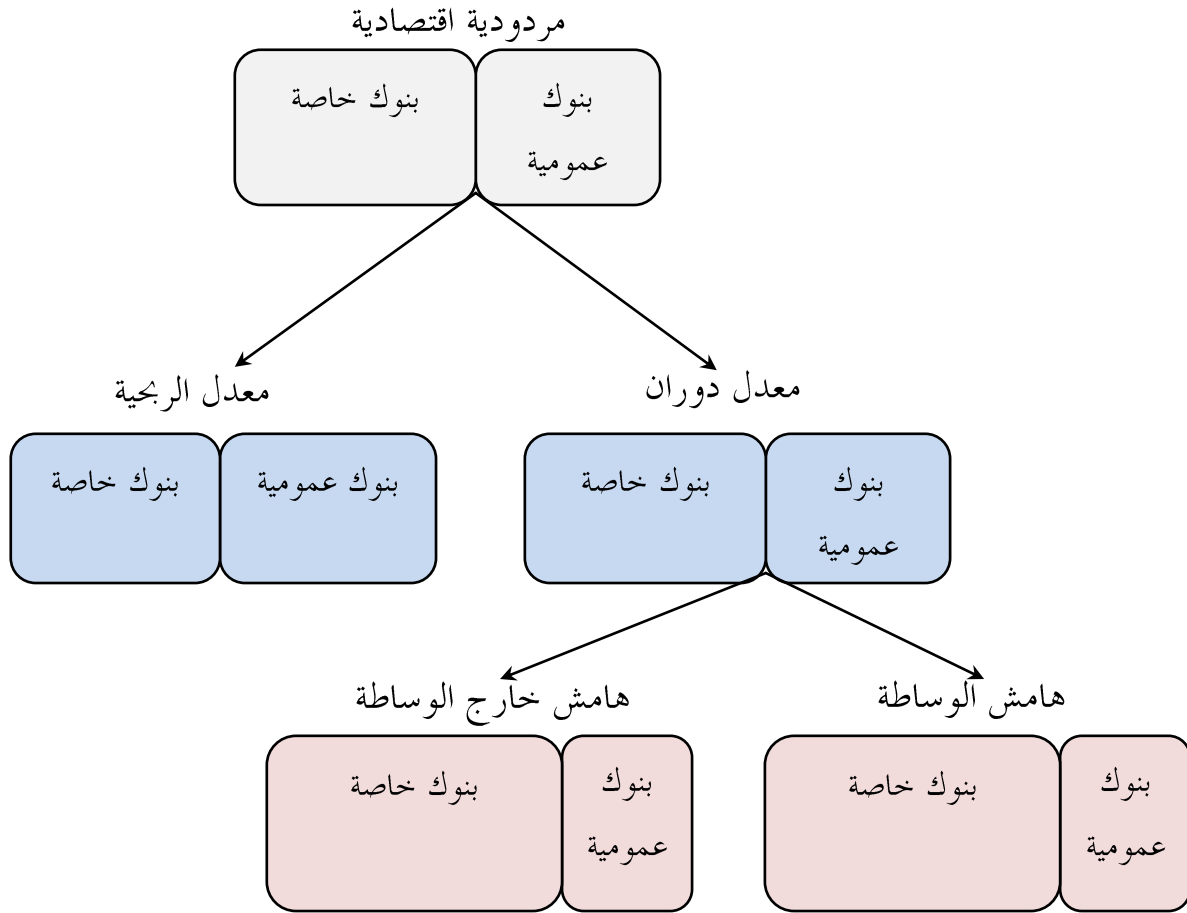 مردودية اقتصادية
بنوك
عمومية
بنوك خاصة
معدل دوران
معدل الربحية
بنوك
عمومية
بنوك خاصة
بنوك عمومية
بنوك خاصة
هامش الوساطة
هامش خارج الوساطة
بنوك
عمومية
بنوك خاصة
بنوك
عمومية
بنوك خاصة